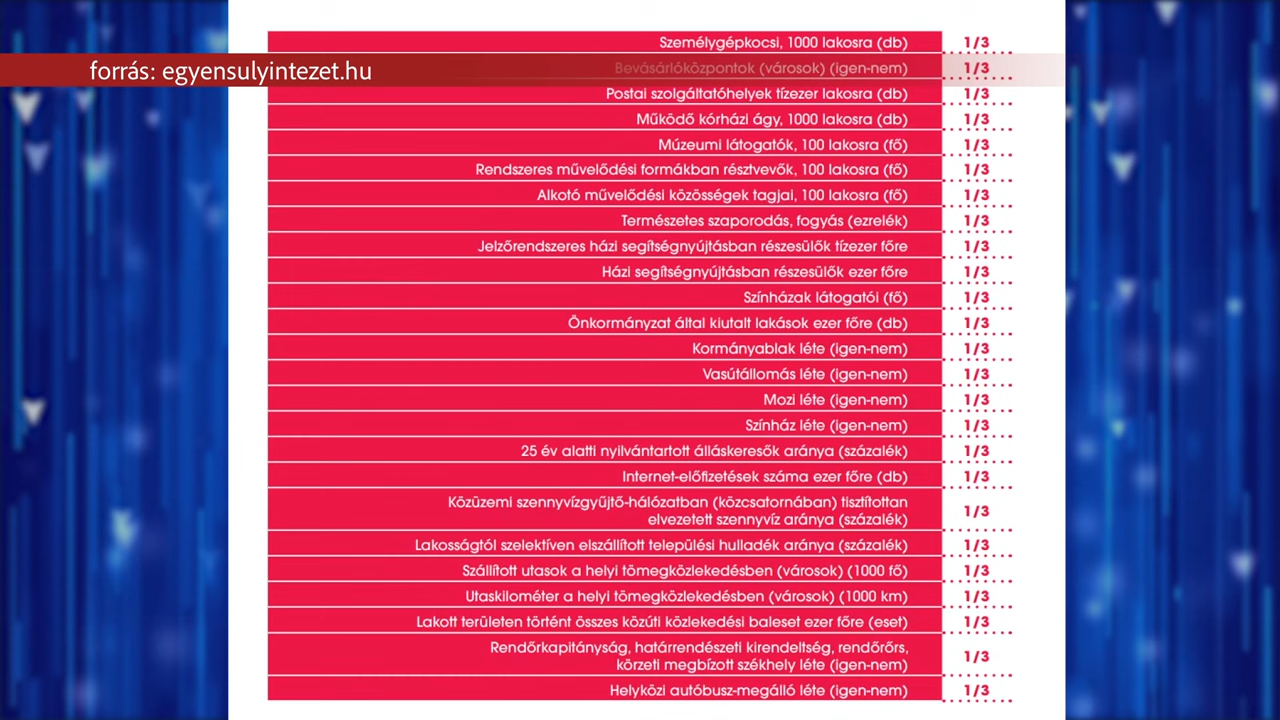 Személygépkocsi, 1000 lakosra (db) 1/3
forrás: egyensulyintezet.hu
Bevásárlóközpontok (városok) (igen-nem) 1/3
Postai szolgáltatóhelyek tízezer lakosra (db) 1/3
Működő kórházi ágy, 1000 lakosra (db) 1/3
Múzeumi látogatók, 100 lakosra (fő) 1/3
Rendszeres művelődési formákban résztvevők, 100 lakosra (fő) 1/3
Alkotó művelődési közösségek tagjai, 100 lakosra (fő) 1/3
Természetes szaporodás, fogyás (ezrelék) 1/3
Jelzőrendszeres házi segítségnyújtásban részesülők tízezer főre 1/3
Házi segítségnyújtásban részesülők ezer főre 1/3
Színházak látogatói (fő) 1/3
Önkormányzat által kiutalt lakások ezer főre (db) 1/3
Kormányablak léte (igen-nem) 1/3
Vasútállomás léte (igen-nem) 1/3
Mozi léte (igen-nem) 1/3
Színház léte (igen-nem) 1/3
25 év alatti nyilvántartott álláskeresők aránya (százalék) 1/3
Internet-előfizetések száma ezer főre (db) 1/3
Közüzemi szennyvízgyűjtő-hálózatban (közcsatornában) tisztítottan
elvezetett szennyvíz aránya (százalék) 1/3
Lakosságtól szelektíven elszállított települési hulladék aránya (százalék) 1/3
Szállított utasok a helyi tömegközlekedésben (városok) (1000 fő) 1/3
Utaskilométer a helyi tömegközlekedésben (városok) (1000 km) 1/3
Lakott területen történt összes közúti közlekedési baleset ezer főre (eset) 1/3
Rendőrkapitányság, határrendészeti kirendeltség, rendőrőrs,
körzeti megbízott székhely léte (igen-nem) 1/3
Helyközi autóbusz-megálló léte (igen-nem) 1/3